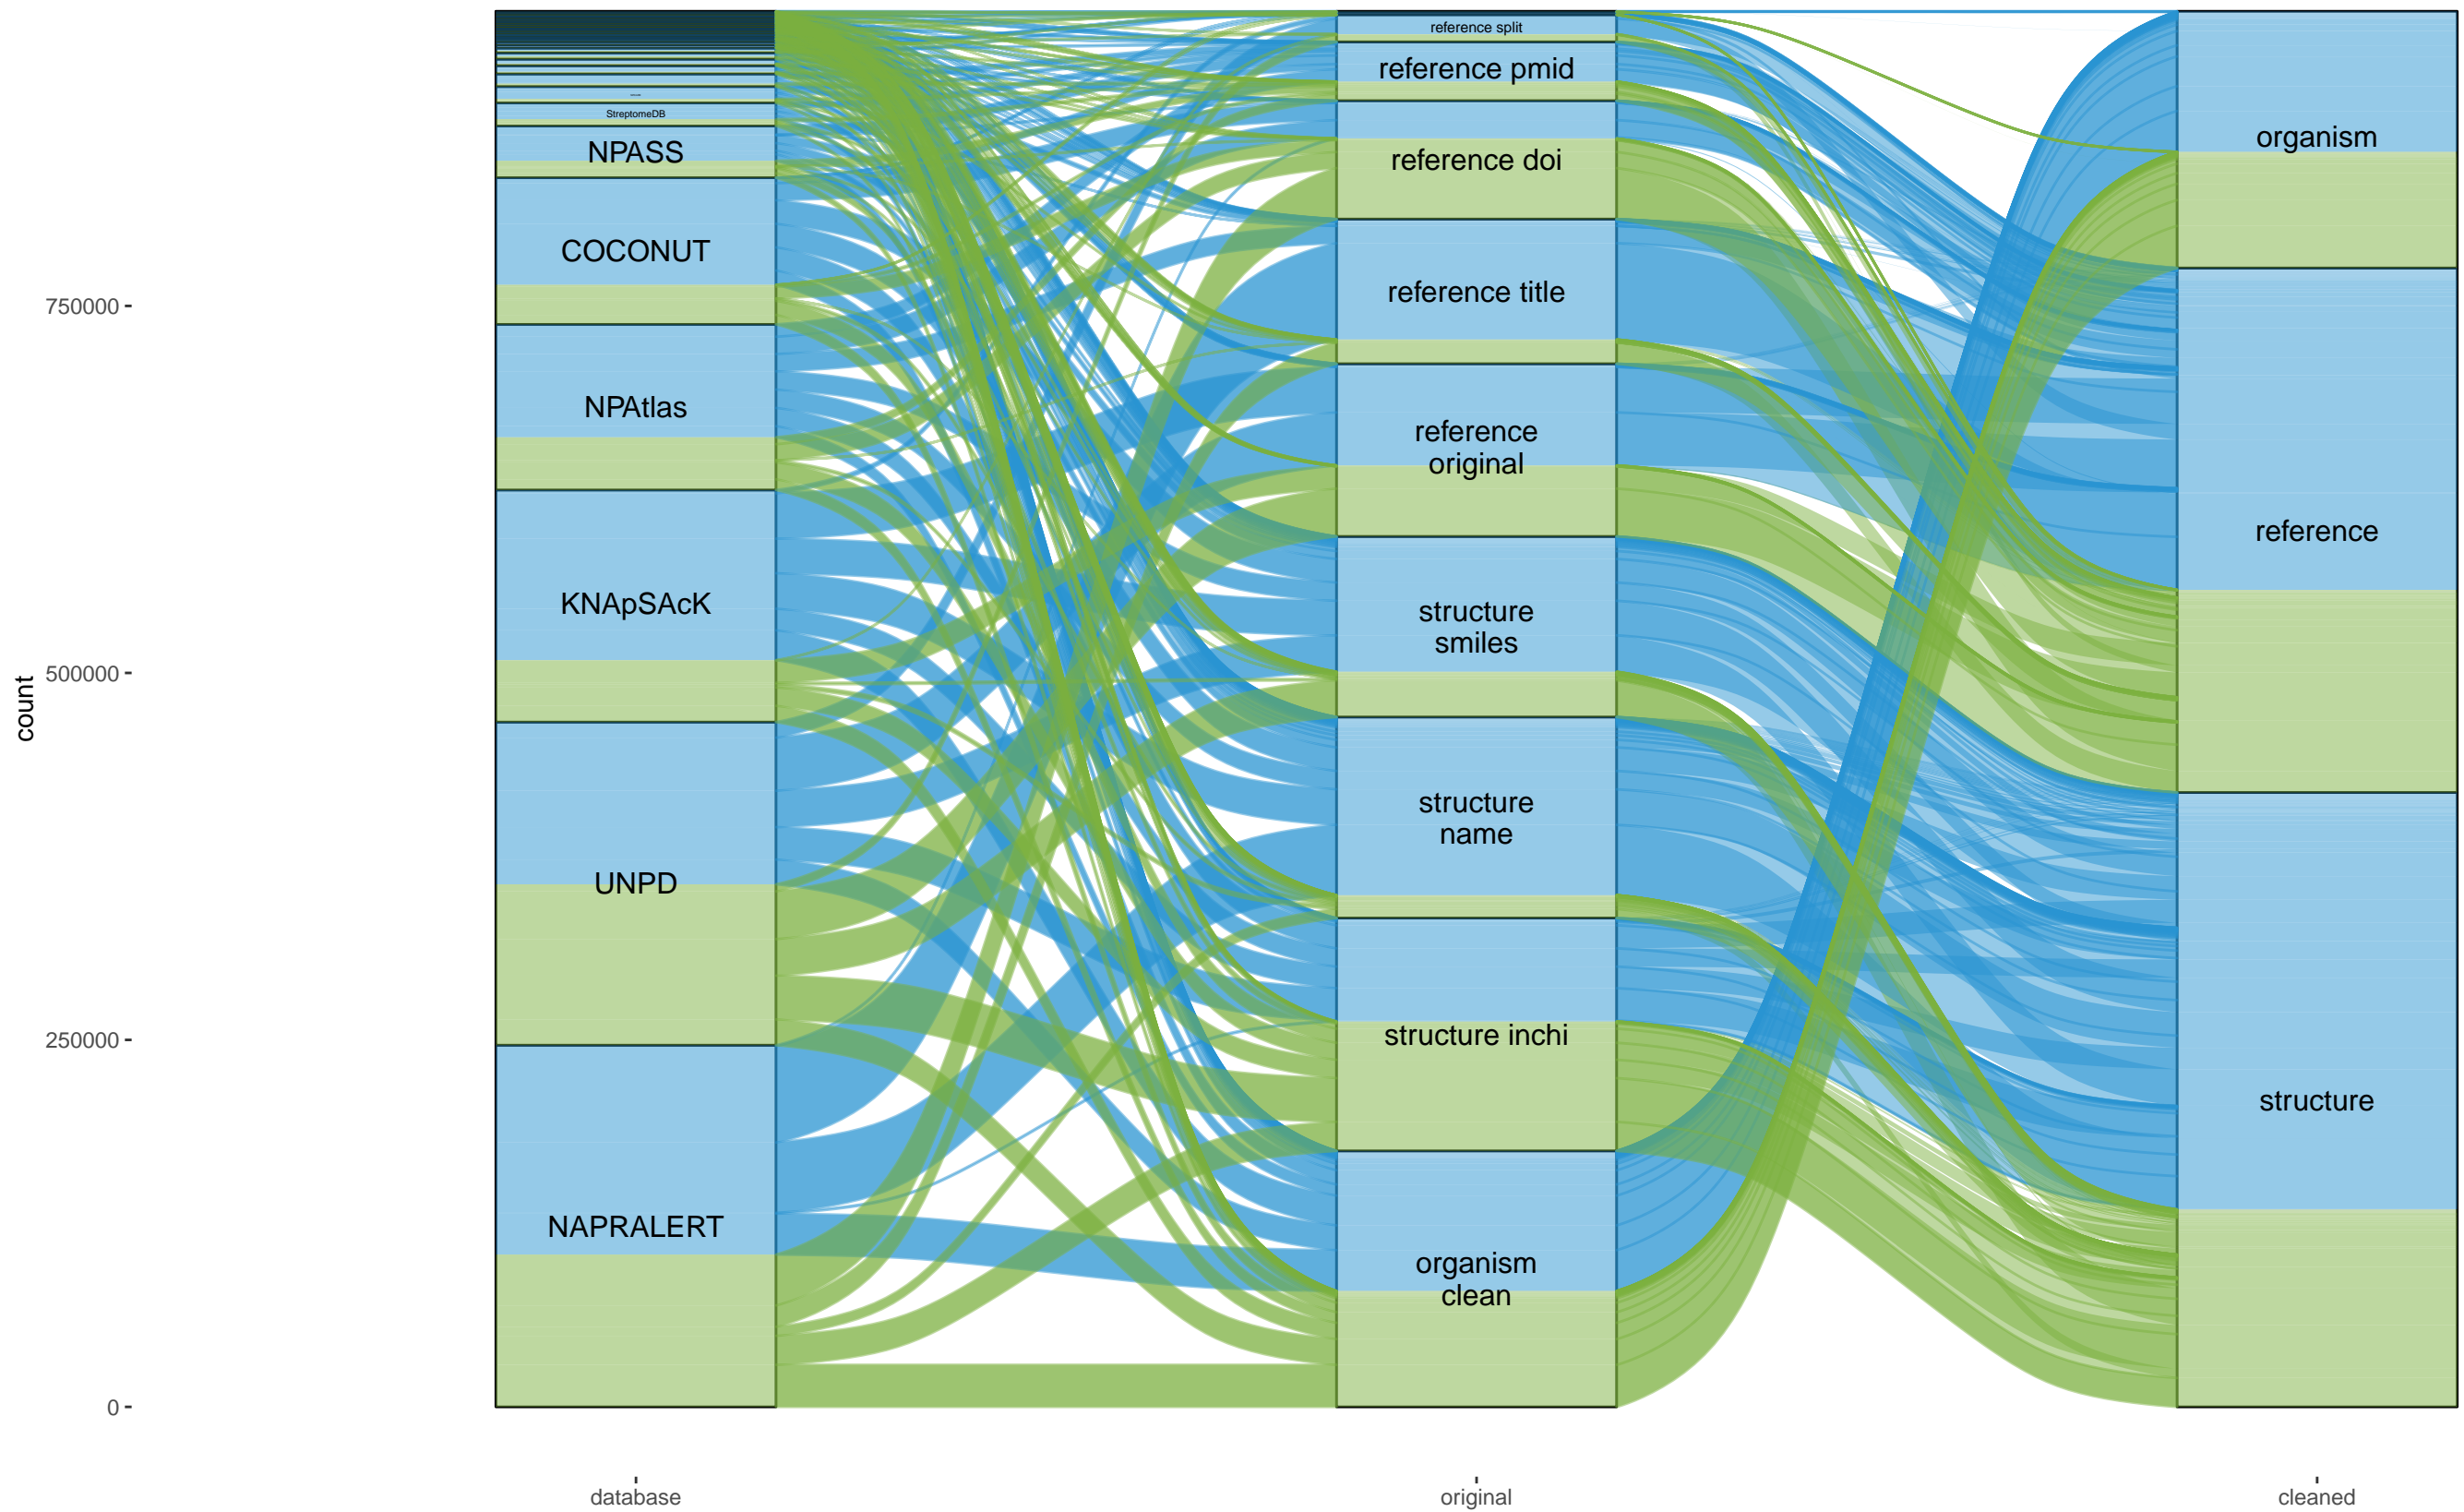 count
750000
500000
250000
0
StreptomeDB
NPASS
COCONUT
NPAtlas
KNApSAcK
UNPD
NAPRALERT
reference split
reference pmid
reference doi
reference title
reference
original
structure
smiles
structure
name
structure inchi
organism
clean
organism
reference
structure
database
original
cleaned